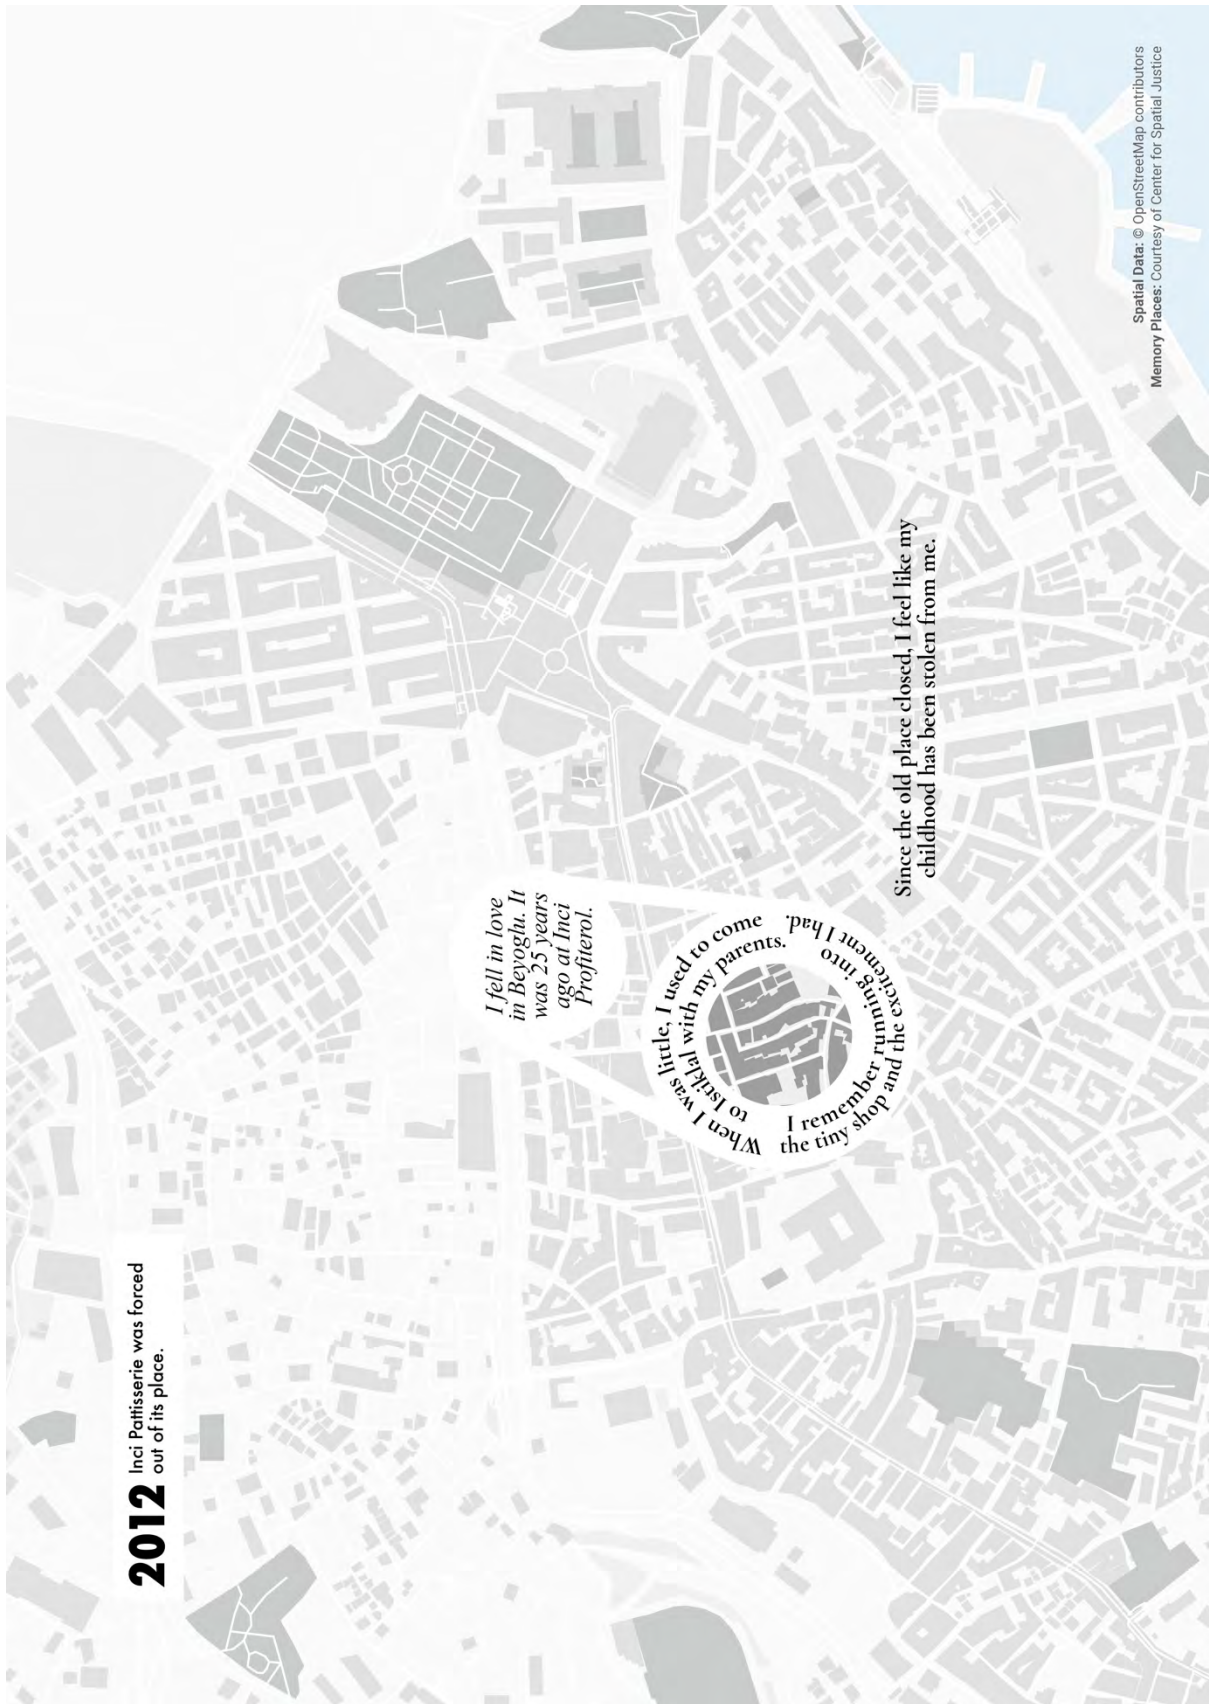 2012 Inci Pattisserie was forced
out of its place.
I fell in love
in Beyoglu. It
was 25 years
ago at Inci
Profiterol.
When I was little, I used to come
to Istiklal with my parents.
I remember running into
the tiny shop and the excitement I had.
Since the old place closed, I feel like my
childhood has been stolen from me.
Spatial Data: © OpenStreetMap contributors
Memory Places: Courtesy of Center for Spatial Justice